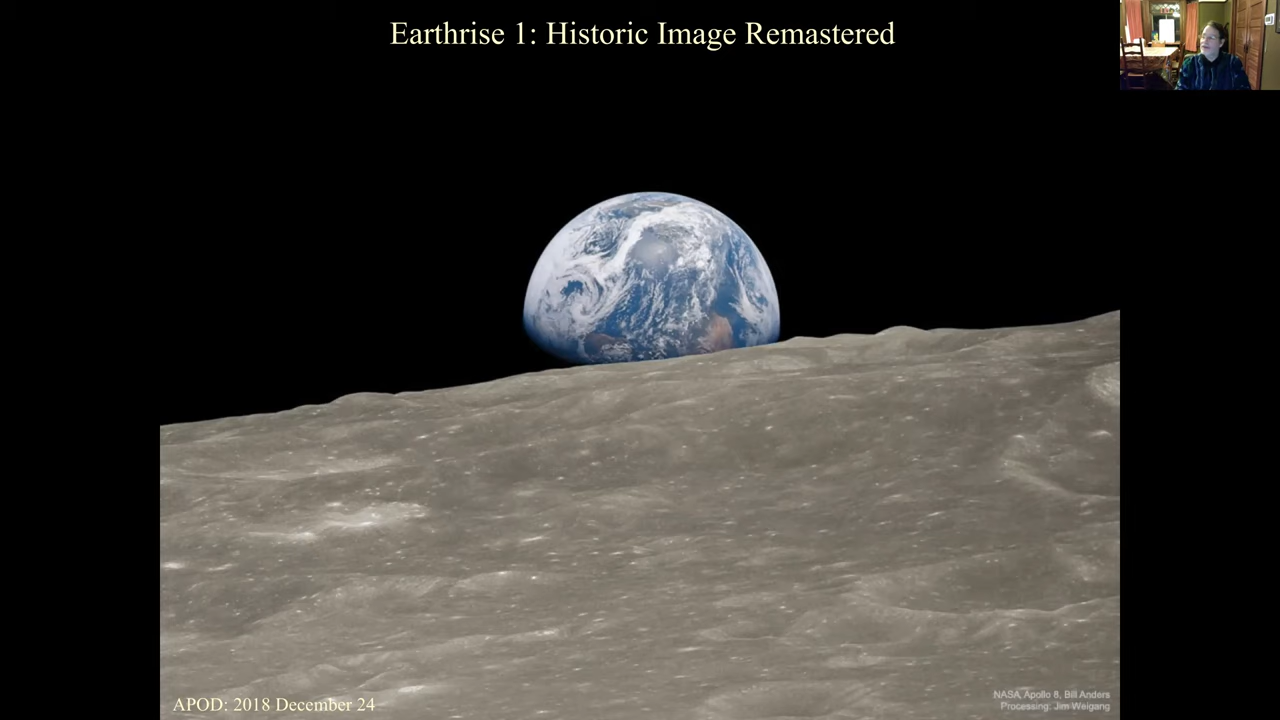 Earthrise 1: Historic Image Remastered
APOD: 2018 December 24
NASA, Apollo 8, Bill Anders
Processing: Jim Weigang